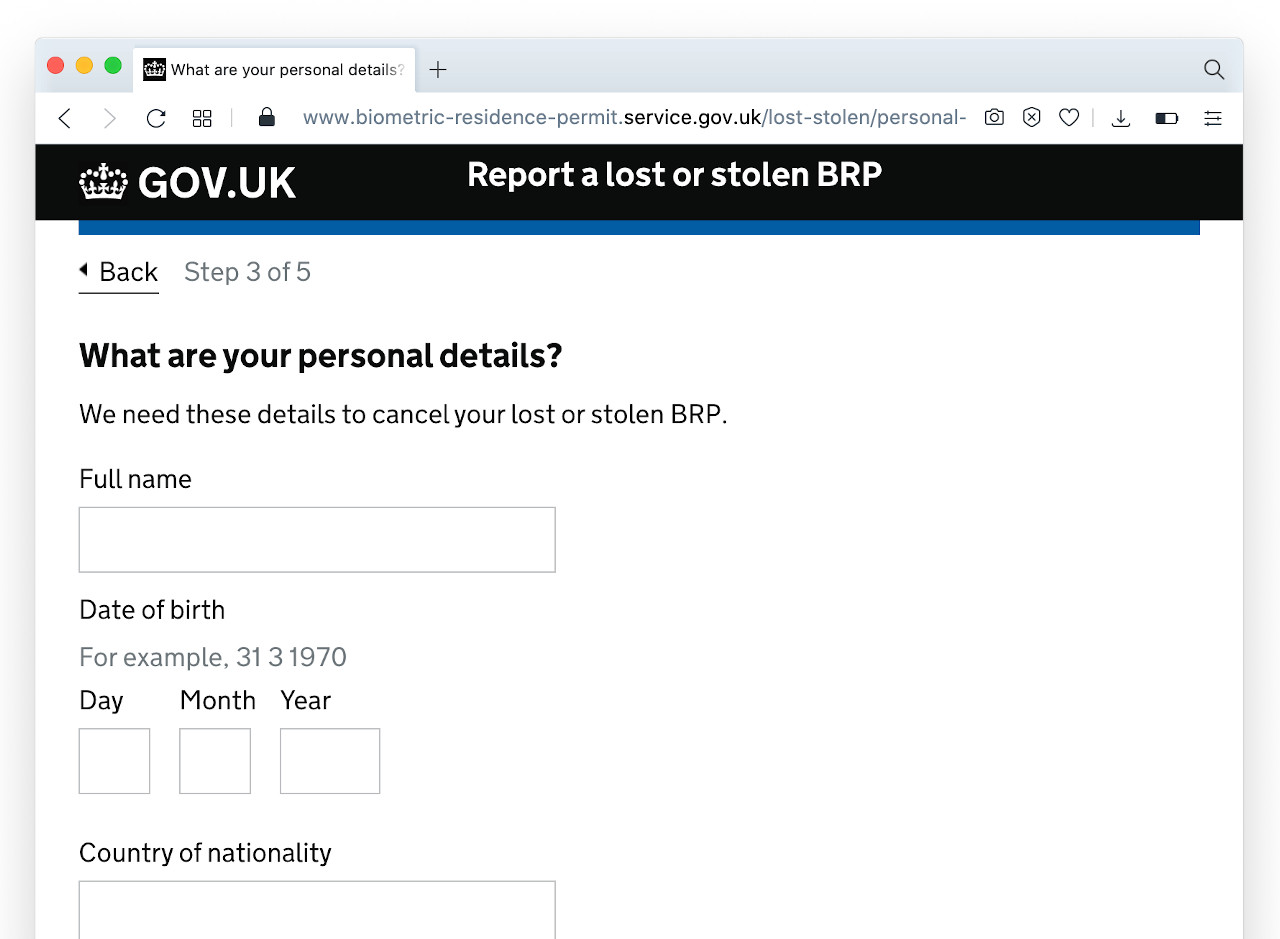 What are your personal details?
www.biometric-residence-permit.service.gov.uk/lost-stolen/personal-
GOV.UK
Report a lost or stolen BRP
Back Step 3 of 5
What are your personal details?
We need these details to cancel your lost or stolen BRP.
Full name
Date of birth
For example, 31 3 1970
Day Month Year
Country of nationality